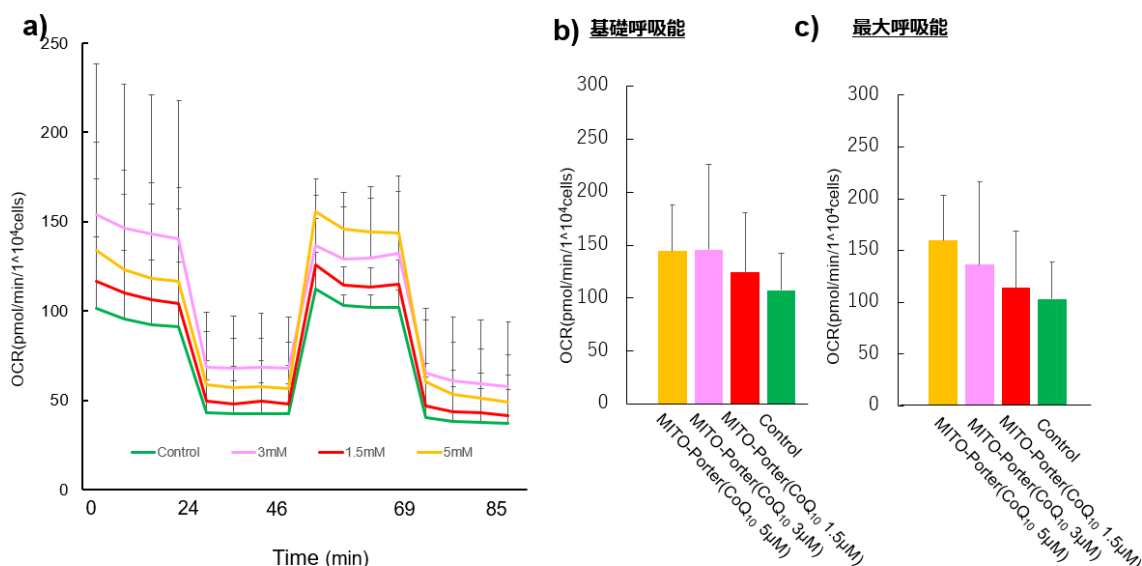 a)
OCR(pmol/min/1^10⁴cells)
250
200
150
100
50
0
Control
3mM
1.5mM
5mM
0
24
46
69
85
Time (min)
b) 基礎呼吸能
OCR(pmol/min/1^10⁴cells)
300
250
200
150
100
50
0
MITO-Porter(CoQ₁₀ 5μM)
MITO-Porter(CoQ₁₀ 3μM)
MITO-Porter(CoQ₁₀ 1.5μM)
Control
c) 最大呼吸能
OCR(pmol/min/1^10⁴cells)
300
250
200
150
100
50
0
MITO-Porter(CoQ₁₀ 5μM)
MITO-Porter(CoQ₁₀ 3μM)
MITO-Porter(CoQ₁₀ 1.5μM)
Control